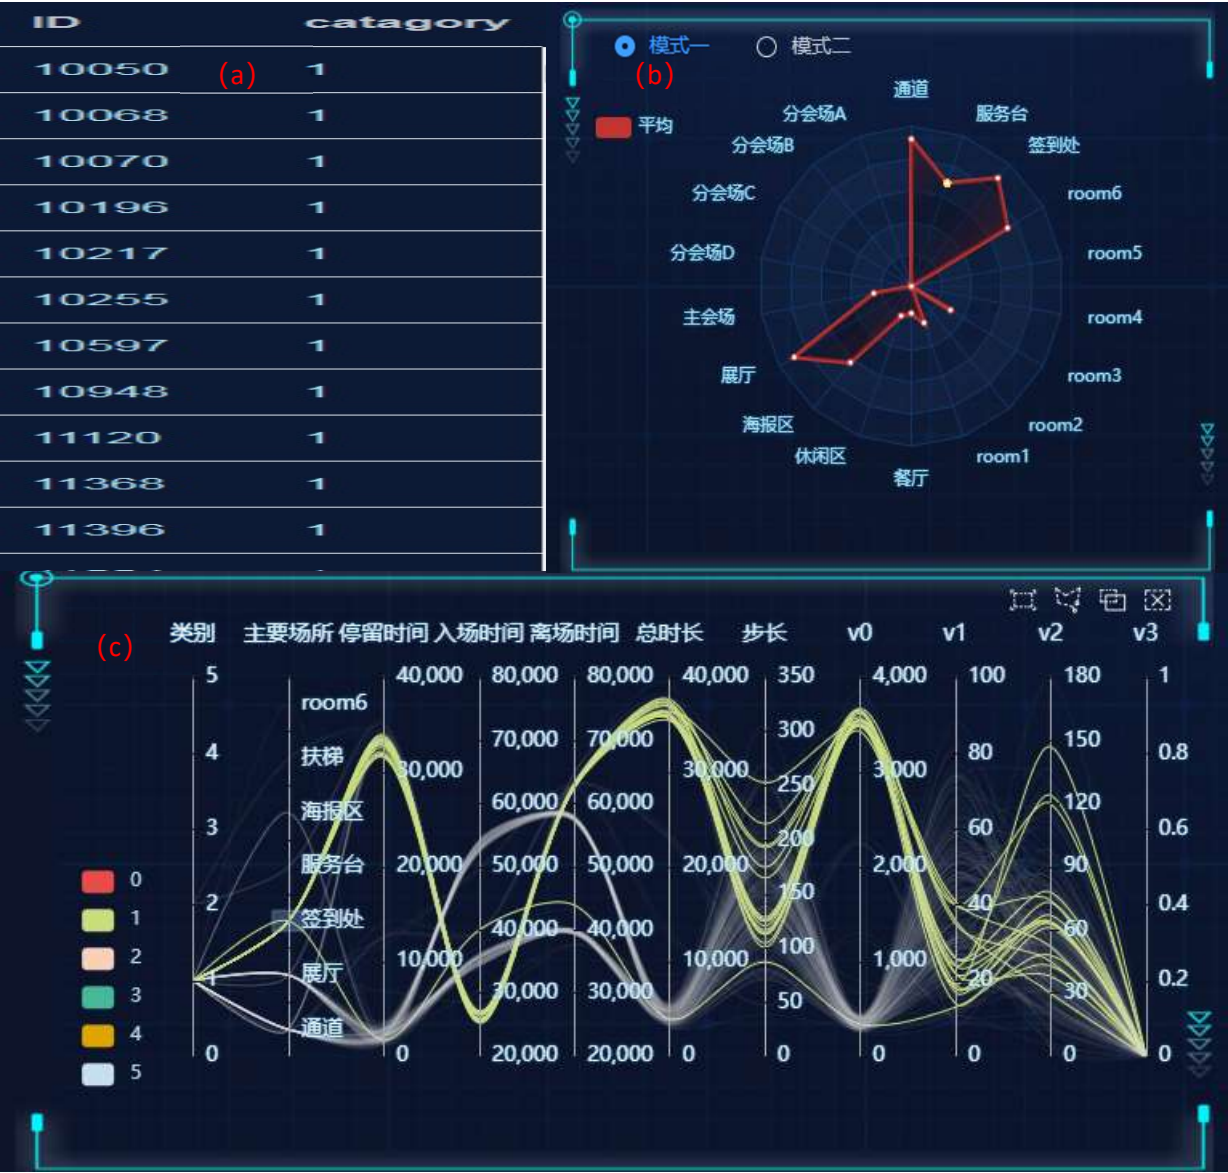 ID catagory
10050 (a) 1
10068 1
10070 1
10196 1
10217 1
10255 1
10597 1
10948 1
11120 1
11368 1
11396 1
模式一 模式二
(b)
平均
通道
服务台
签到处
room6
room5
room4
room3
room2
room1
餐厅
休闲区
海报区
展厅
主会场
分会场D
分会场C
分会场B
分会场A
(c)
类别 主要场所 停留时间 入场时间 离场时间 总时长 步长 v0 v1 v2 v3
5
4
3
2
1
0
room6
扶梯
海报区
服务台
签到处
展厅
通道
40,000
30,000
20,000
10,000
0
80,000
70,000
60,000
50,000
40,000
30,000
20,000
80,000
70,000
60,000
50,000
40,000
30,000
20,000
40,000
30,000
20,000
10,000
0
350
300
250
200
150
100
50
0
4,000
3,000
2,000
1,000
0
100
80
60
40
20
0
180
150
120
90
60
30
0
1
0.8
0.6
0.4
0.2
0
0
1
2
3
4
5